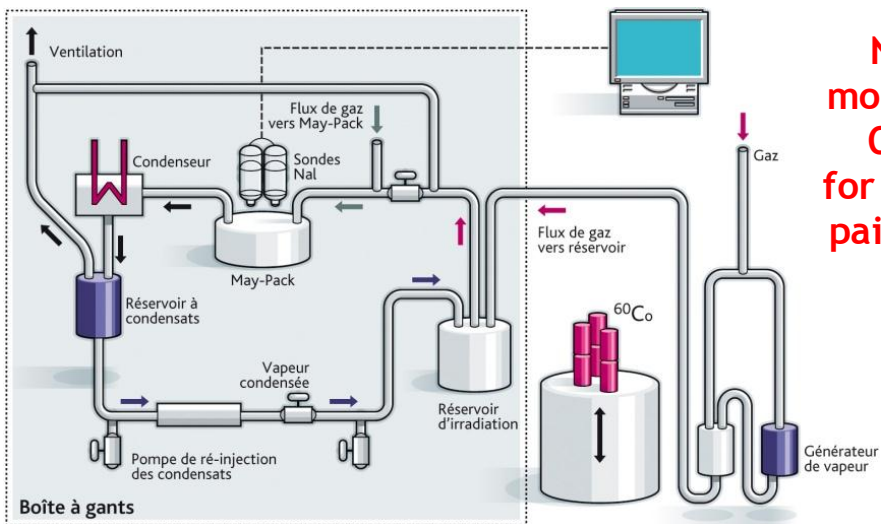 Ventilation
Flux de gaz
vers May-Pack
Condenseur
Sondes
NaI
Gaz
Flux de gaz
vers réservoir
May-Pack
Réservoir à
condensats
60Co
Vapeur
condensée
Réservoir
d'irradiation
Pompe de ré-injection
des condensats
Générateur
de vapeur
Boîte à gants
for